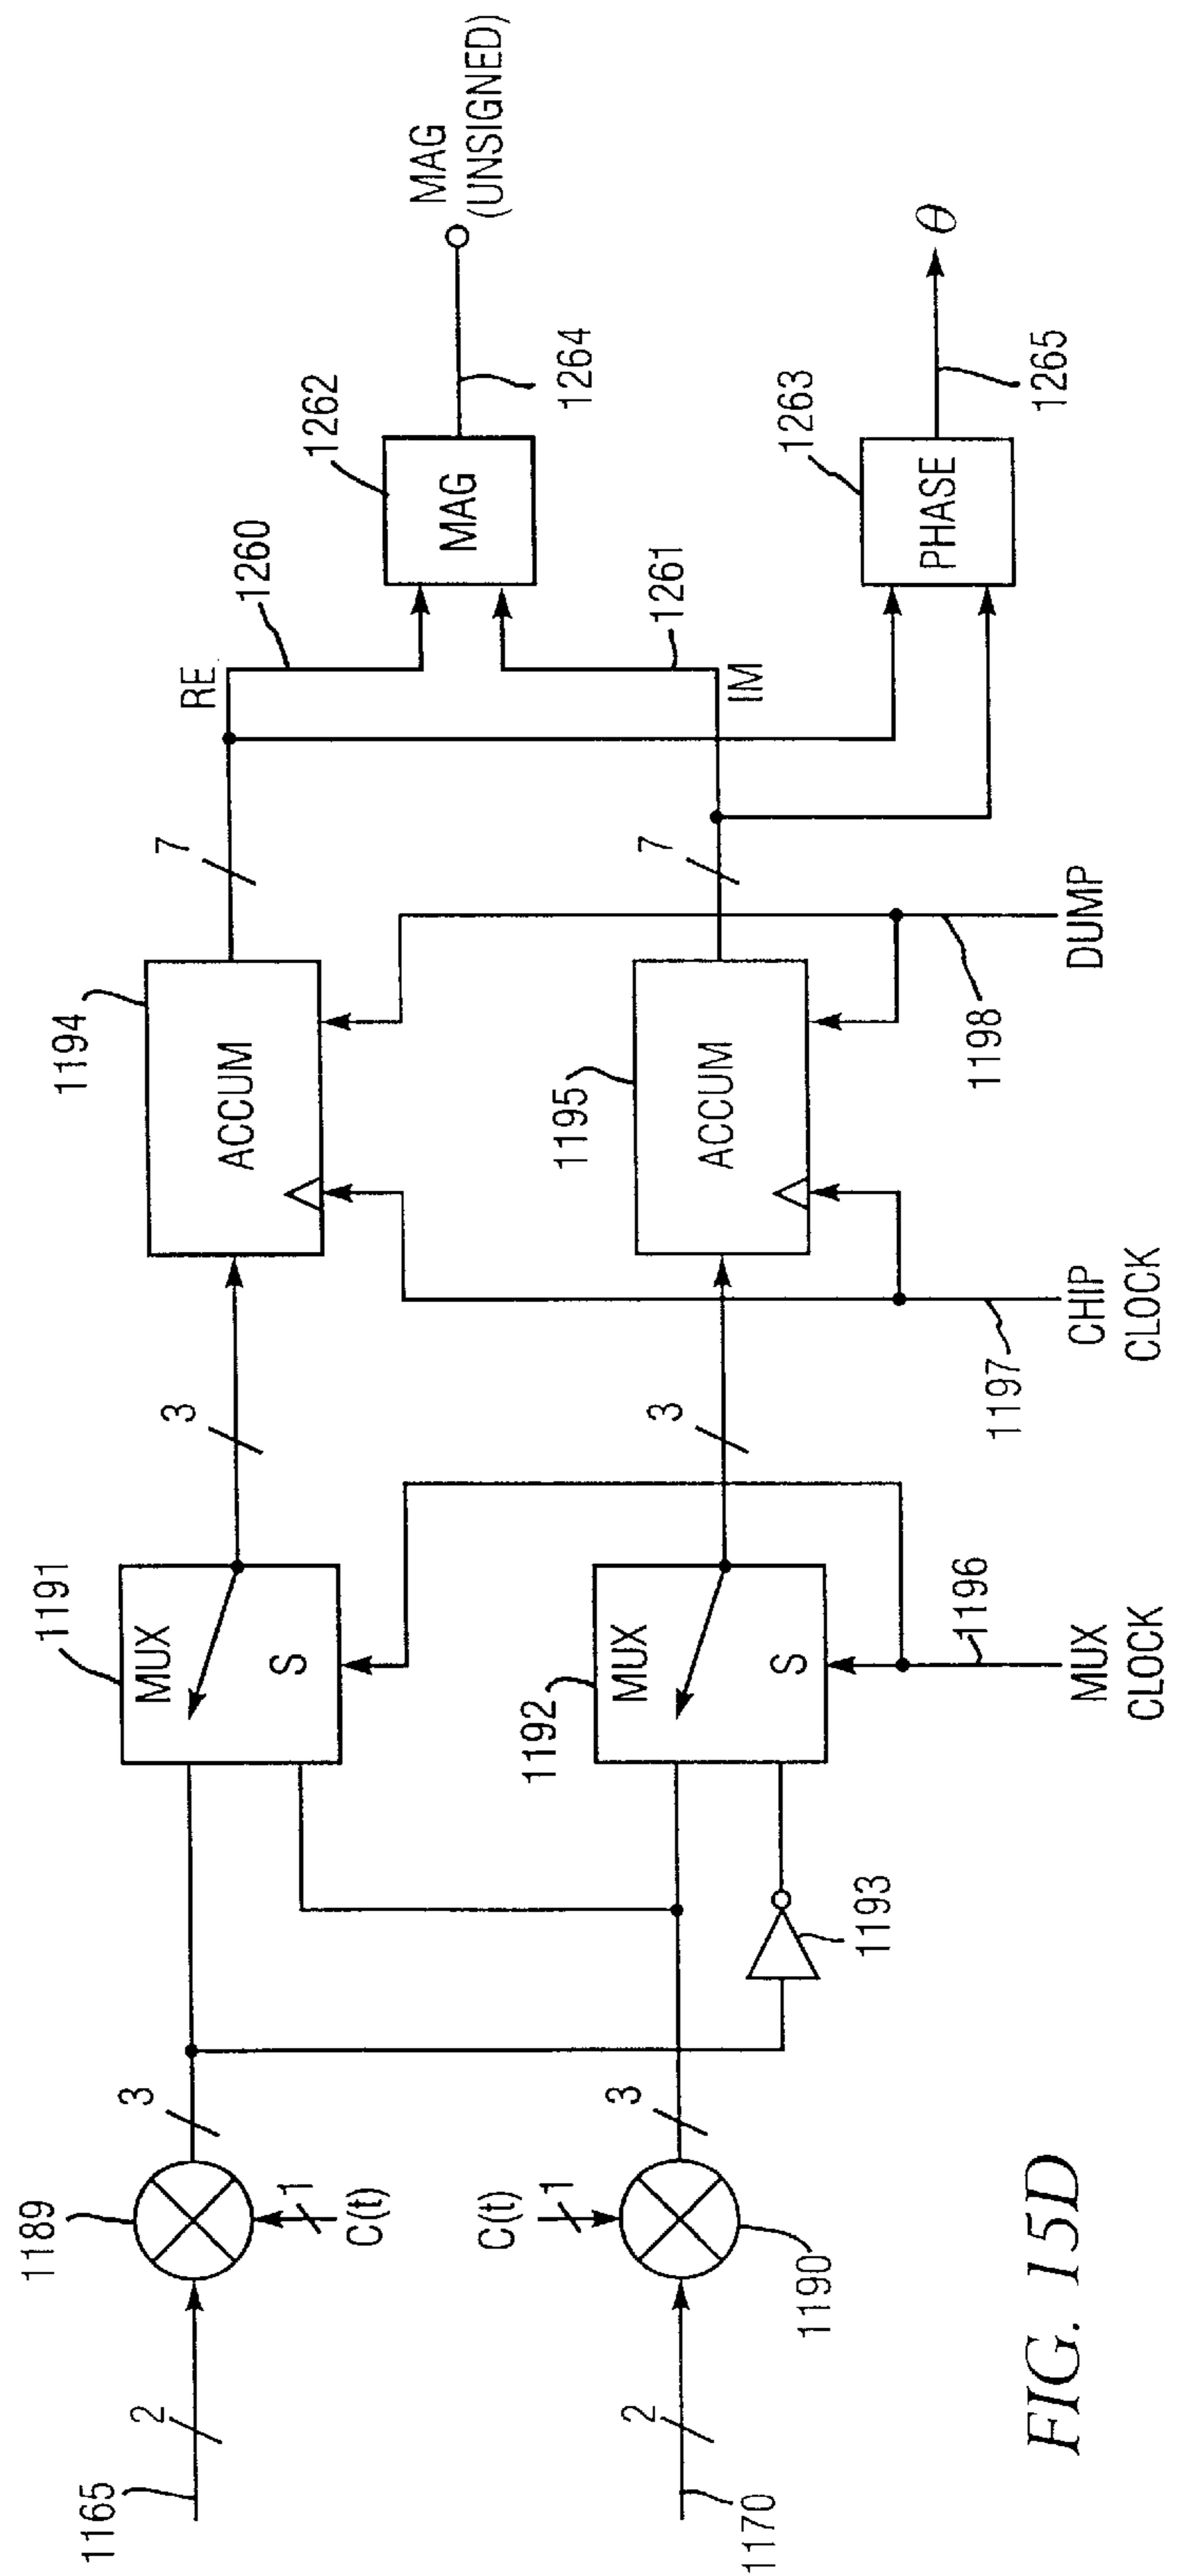 1165
2
1189
1
C(t)
3
1191
MUX
S
3
1194
ACCUM
7
RE
1260
1262
MAG
1264
MAG
(UNSIGNED)
1170
2
C(t)
1
1190
3
1193
1192
MUX
S
3
1195
ACCUM
7
IM
1261
1263
PHASE
1265
θ
1196
MUX
CLOCK
1197
CHIP
CLOCK
1198
DUMP
FIG. 15D